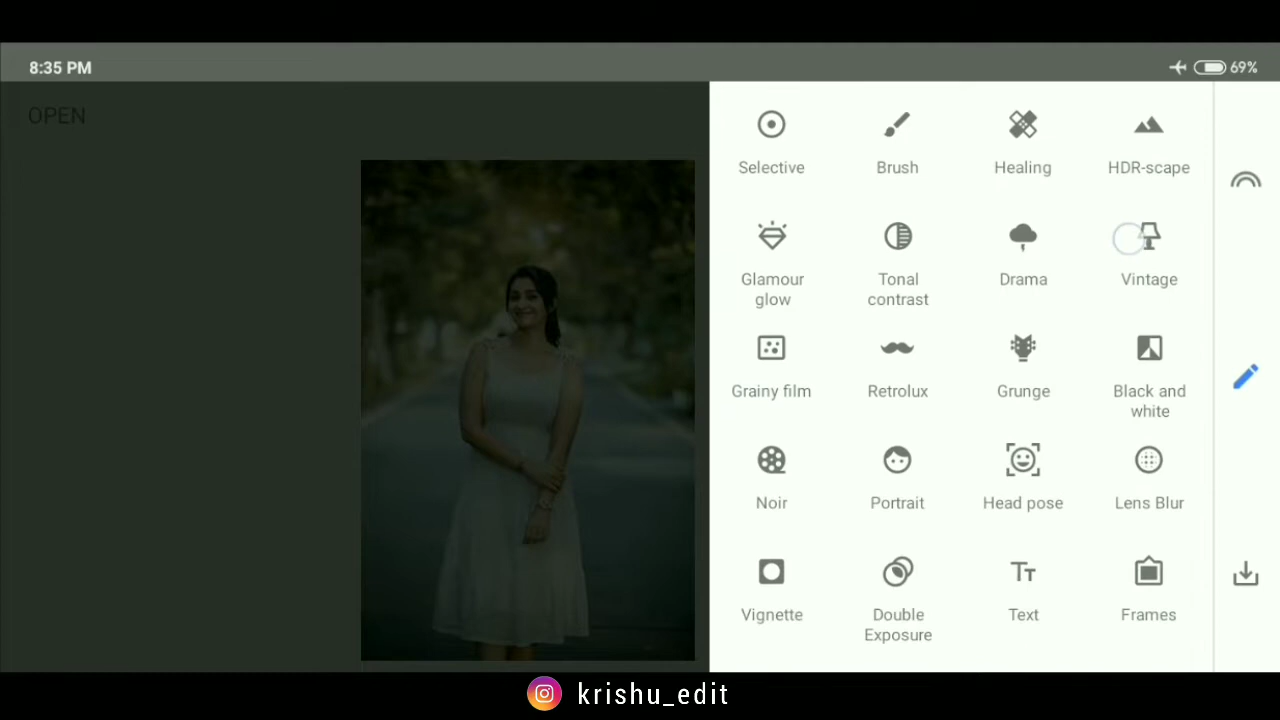 8:35 PM
69%
OPEN
Selective
Brush
Healing
HDR-scape
Glamour
glow
Tonal
contrast
Drama
Vintage
Grainy film
Retrolux
Grunge
Black and
white
Noir
Portrait
Head pose
Lens Blur
Vignette
Double
Exposure
Text
Frames
krishu_edit